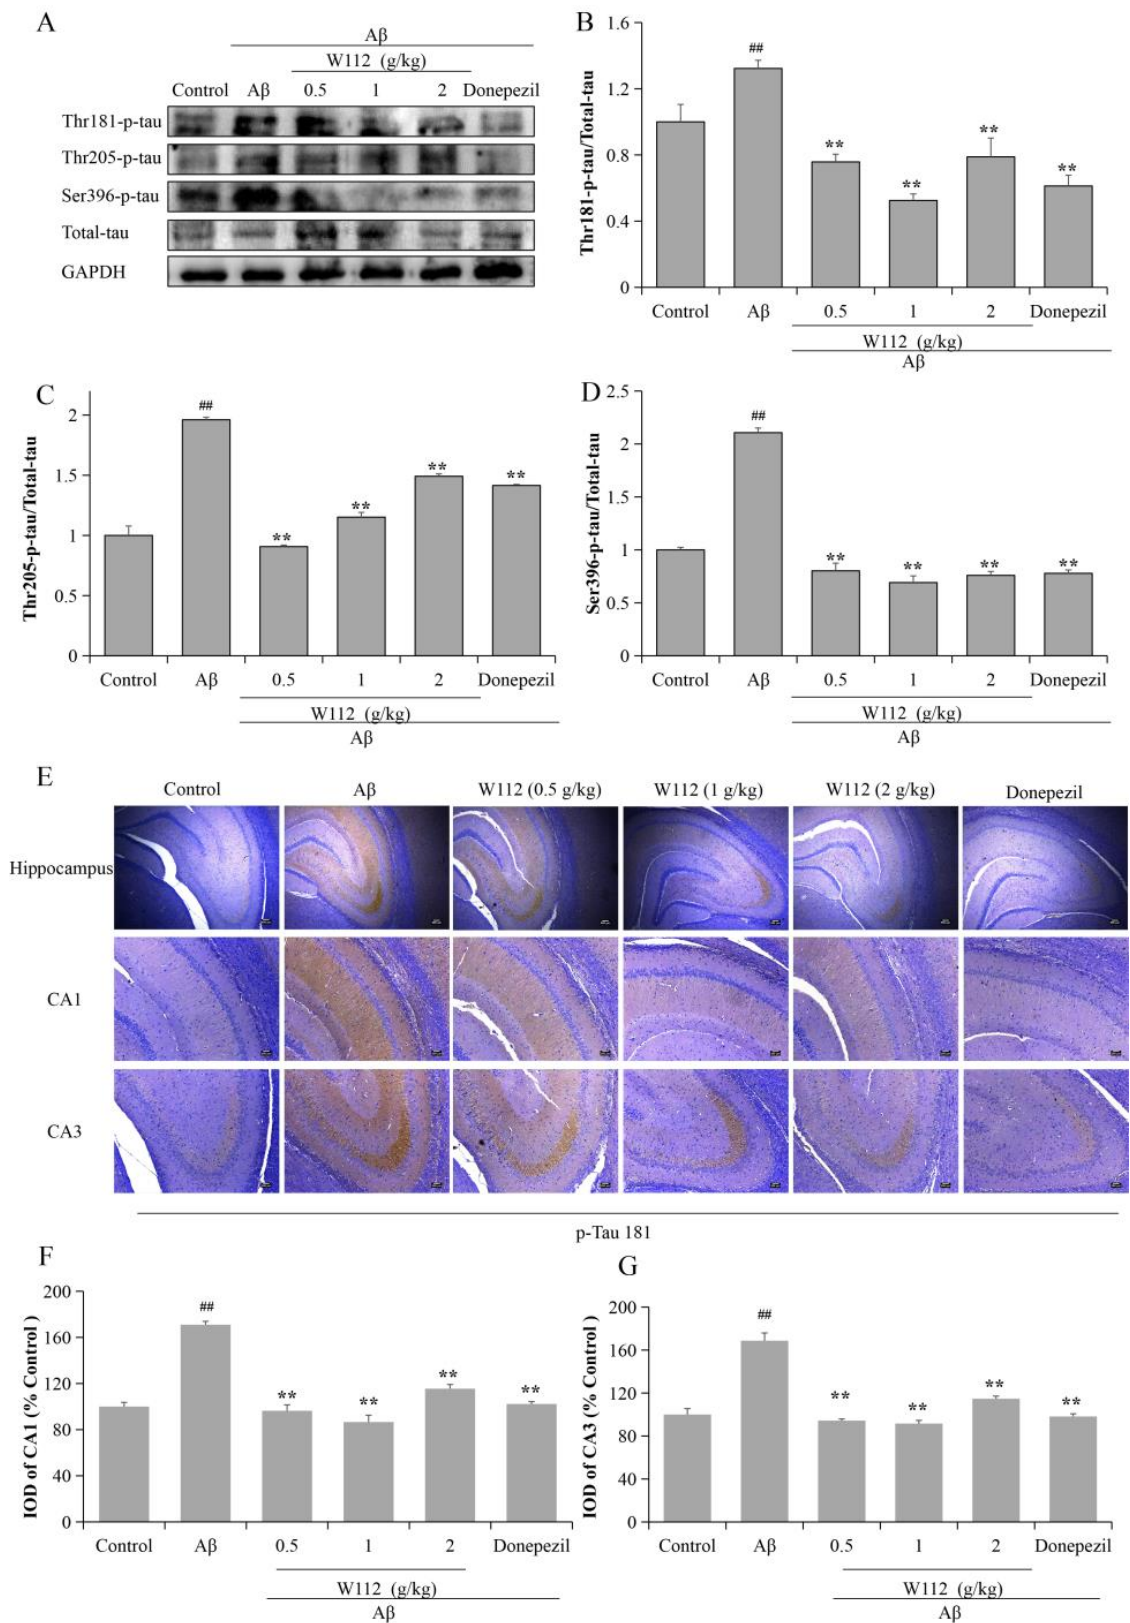 A
Aβ
W112 (g/kg)
Control Aβ 0.5 1 2 Donepezil
Thr181-p-tau
Thr205-p-tau
Ser396-p-tau
Total-tau
GAPDH
B
Thr181-p-tau/Total-tau
1.6
1.2
0.8
0.4
0
##
**
**
**
**
Control Aβ 0.5 1 2 Donepezil
W112 (g/kg)
Aβ
C
Thr205-p-tau/Total-tau
2
1.5
1
0.5
0
##
**
**
**
**
Control Aβ 0.5 1 2 Donepezil
W112 (g/kg)
Aβ
D
Ser396-p-tau/Total-tau
2.5
2
1.5
1
0.5
0
##
**
**
**
**
Control Aβ 0.5 1 2 Donepezil
W112 (g/kg)
Aβ
E
Control Aβ W112 (0.5 g/kg) W112 (1 g/kg) W112 (2 g/kg) Donepezil
Hippocampus
CA1
CA3
p-Tau 181
F
IOD of CA1 (% Control )
200
160
120
80
40
0
##
**
**
**
**
Control Aβ 0.5 1 2 Donepezil
W112 (g/kg)
Aβ
G
IOD of CA3 (% Control )
200
160
120
80
40
0
##
**
**
**
**
Control Aβ 0.5 1 2 Donepezil
W112 (g/kg)
Aβ